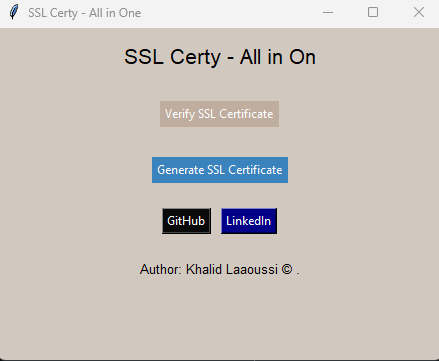 SSL Certy - All in One
SSL Certy - All in On
Verify SSL Certificate
Generate SSL Certificate
GitHub LinkedIn
Author: Khalid Laaoussi © .